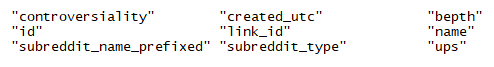 "controversiality" "created_utc" "bepth"
"id" "link_id" "name"
"subreddit_name_prefixed" "subreddit_type" "ups"